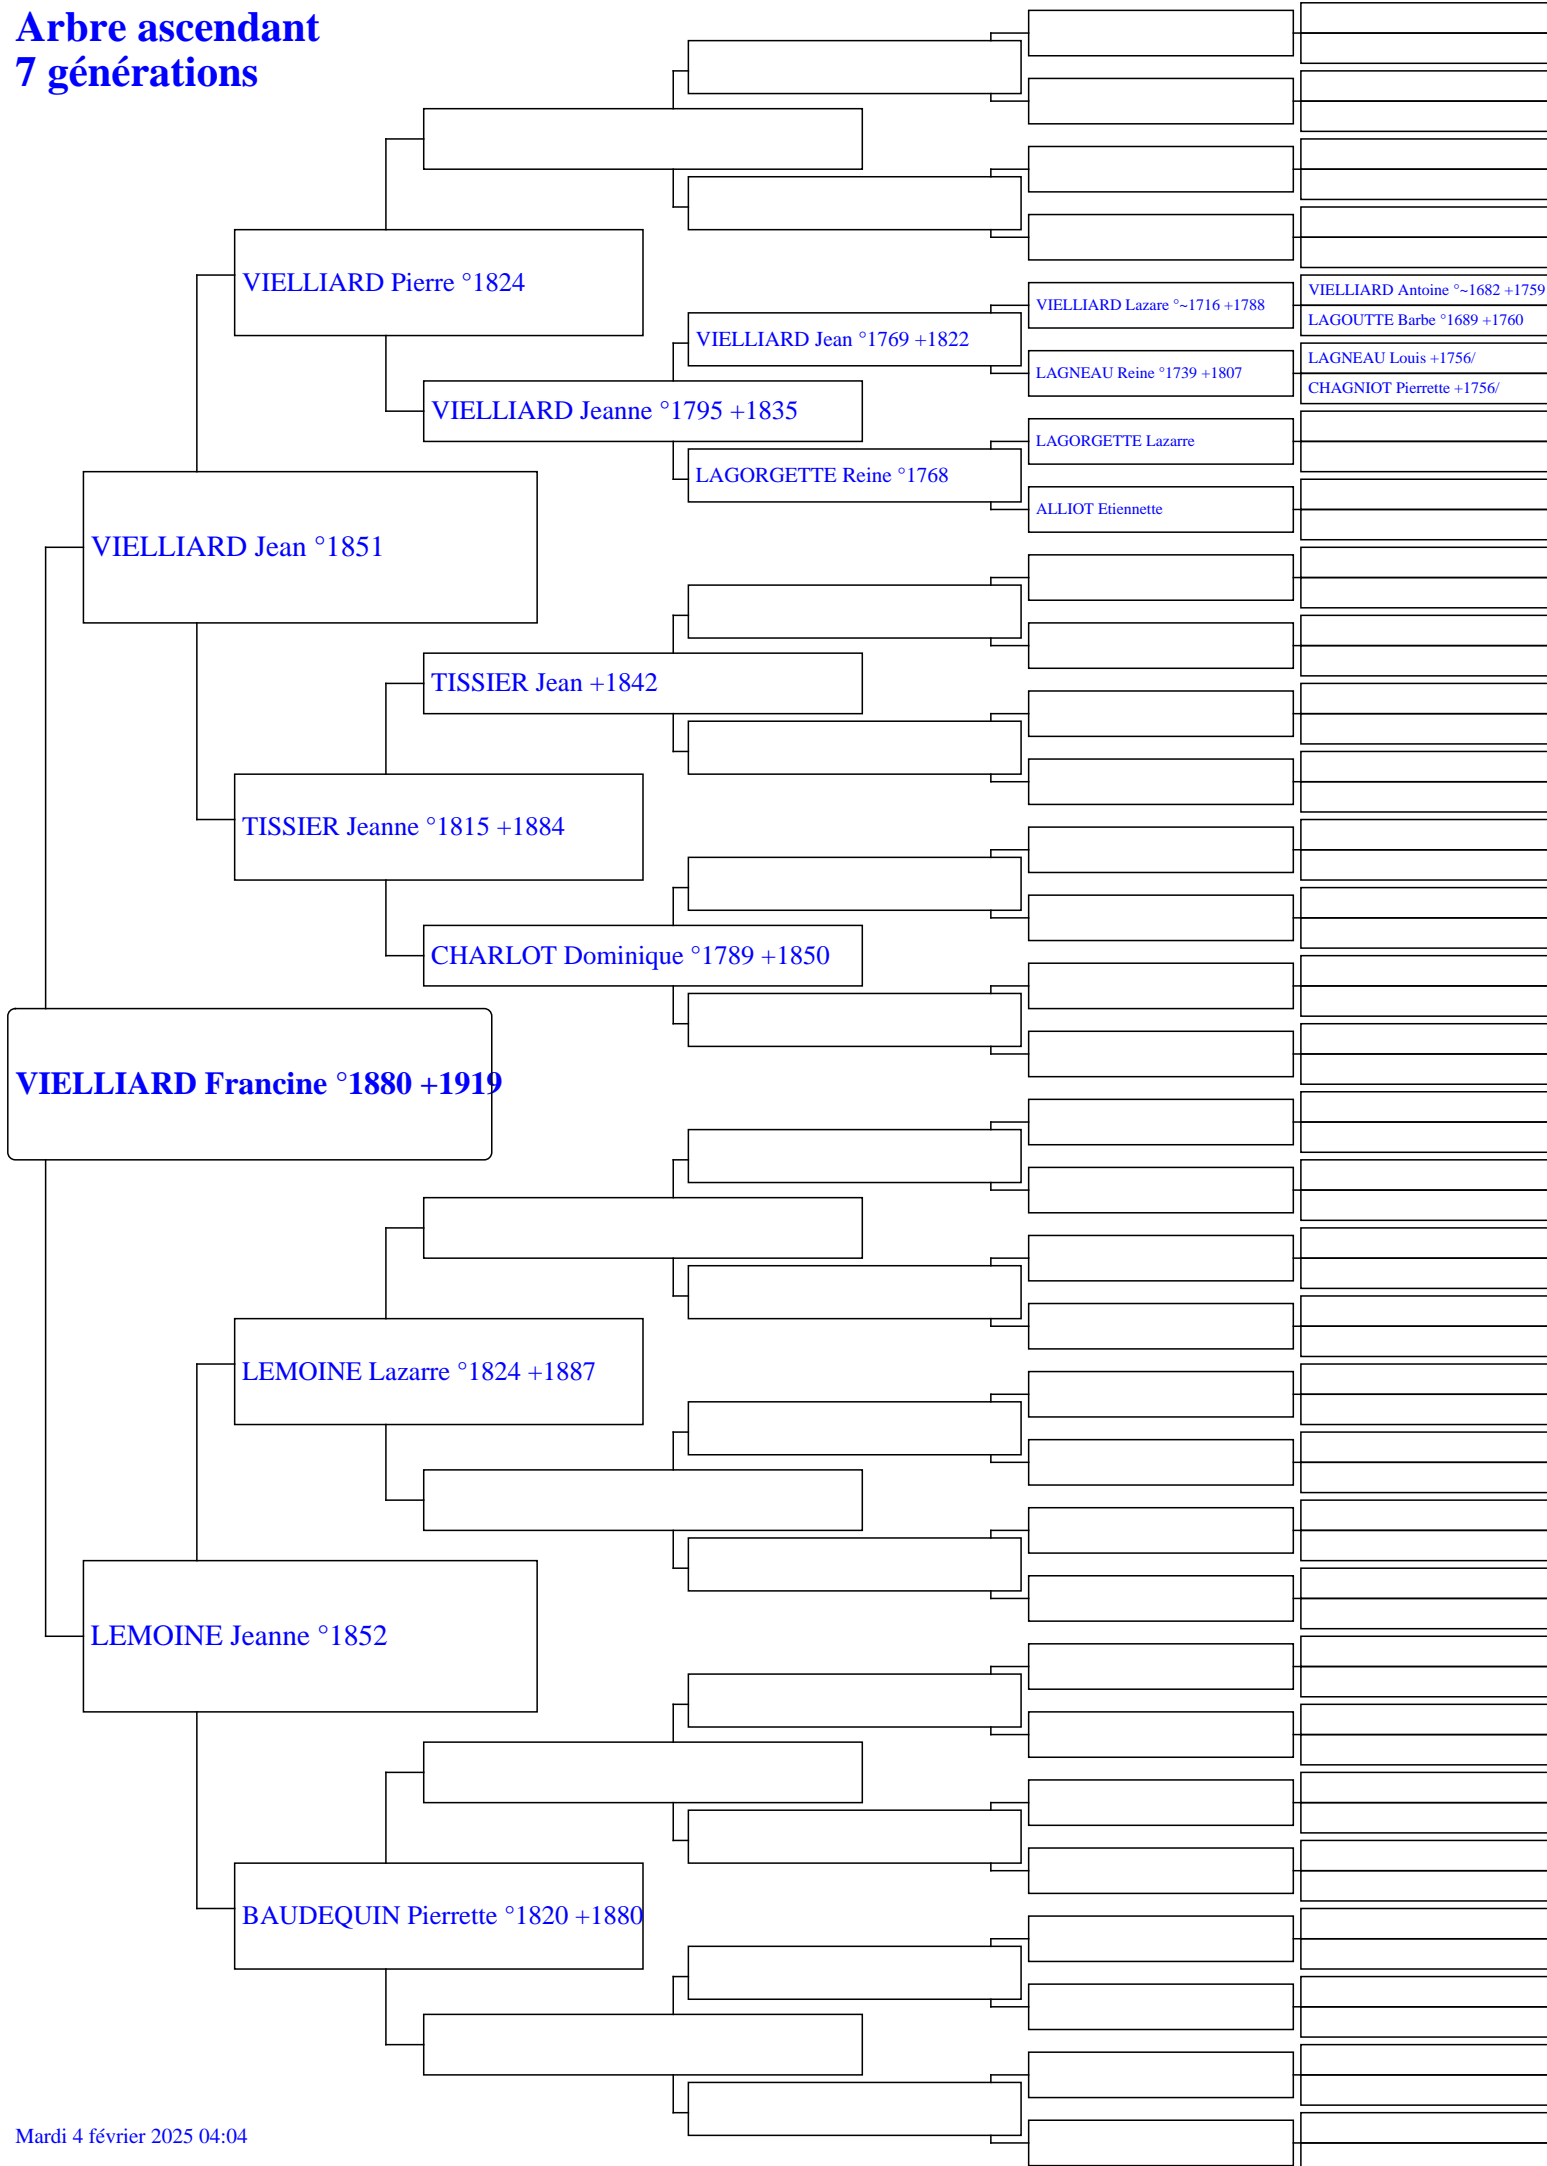 Arbre ascendant
7 générations
VIELLIARD Pierre °1824
VIELLIARD Lazare °~1716 +1788
VIELLIARD Antoine °~1682 +1759
LAGOUTTE Barbe °1689 +1760
VIELLIARD Jean °1769 +1822
LAGNEAU Reine °1739 +1807
LAGNEAU Louis +1756/
CHAGNIOT Pierrette +1756/
VIELLIARD Jeanne °1795 +1835
LAGORGETTE Lazarre
LAGORGETTE Reine °1768
ALLIOT Etiennette
VIELLIARD Jean °1851
TISSIER Jean +1842
TISSIER Jeanne °1815 +1884
CHARLOT Dominique °1789 +1850
VIELLIARD Francine °1880 +1919
LEMOINE Lazarre °1824 +1887
LEMOINE Jeanne °1852
BAUDEQUIN Pierrette °1820 +1880
Mardi 4 février 2025 04:04